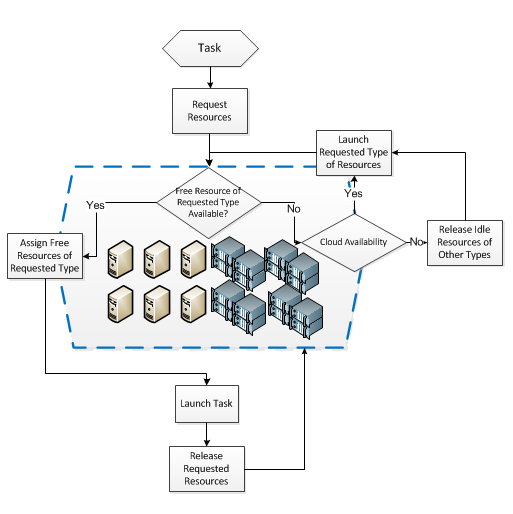 Task
Request
Resources
Launch
Requested Type
of Resources
Free Resource of
Requested Type
Available?
Yes
No
Yes
Cloud Availability
No
Release Idle
Resources of
Other Types
Assign Free
Resources of
Requested Type
Launch Task
Release
Requested
Resources